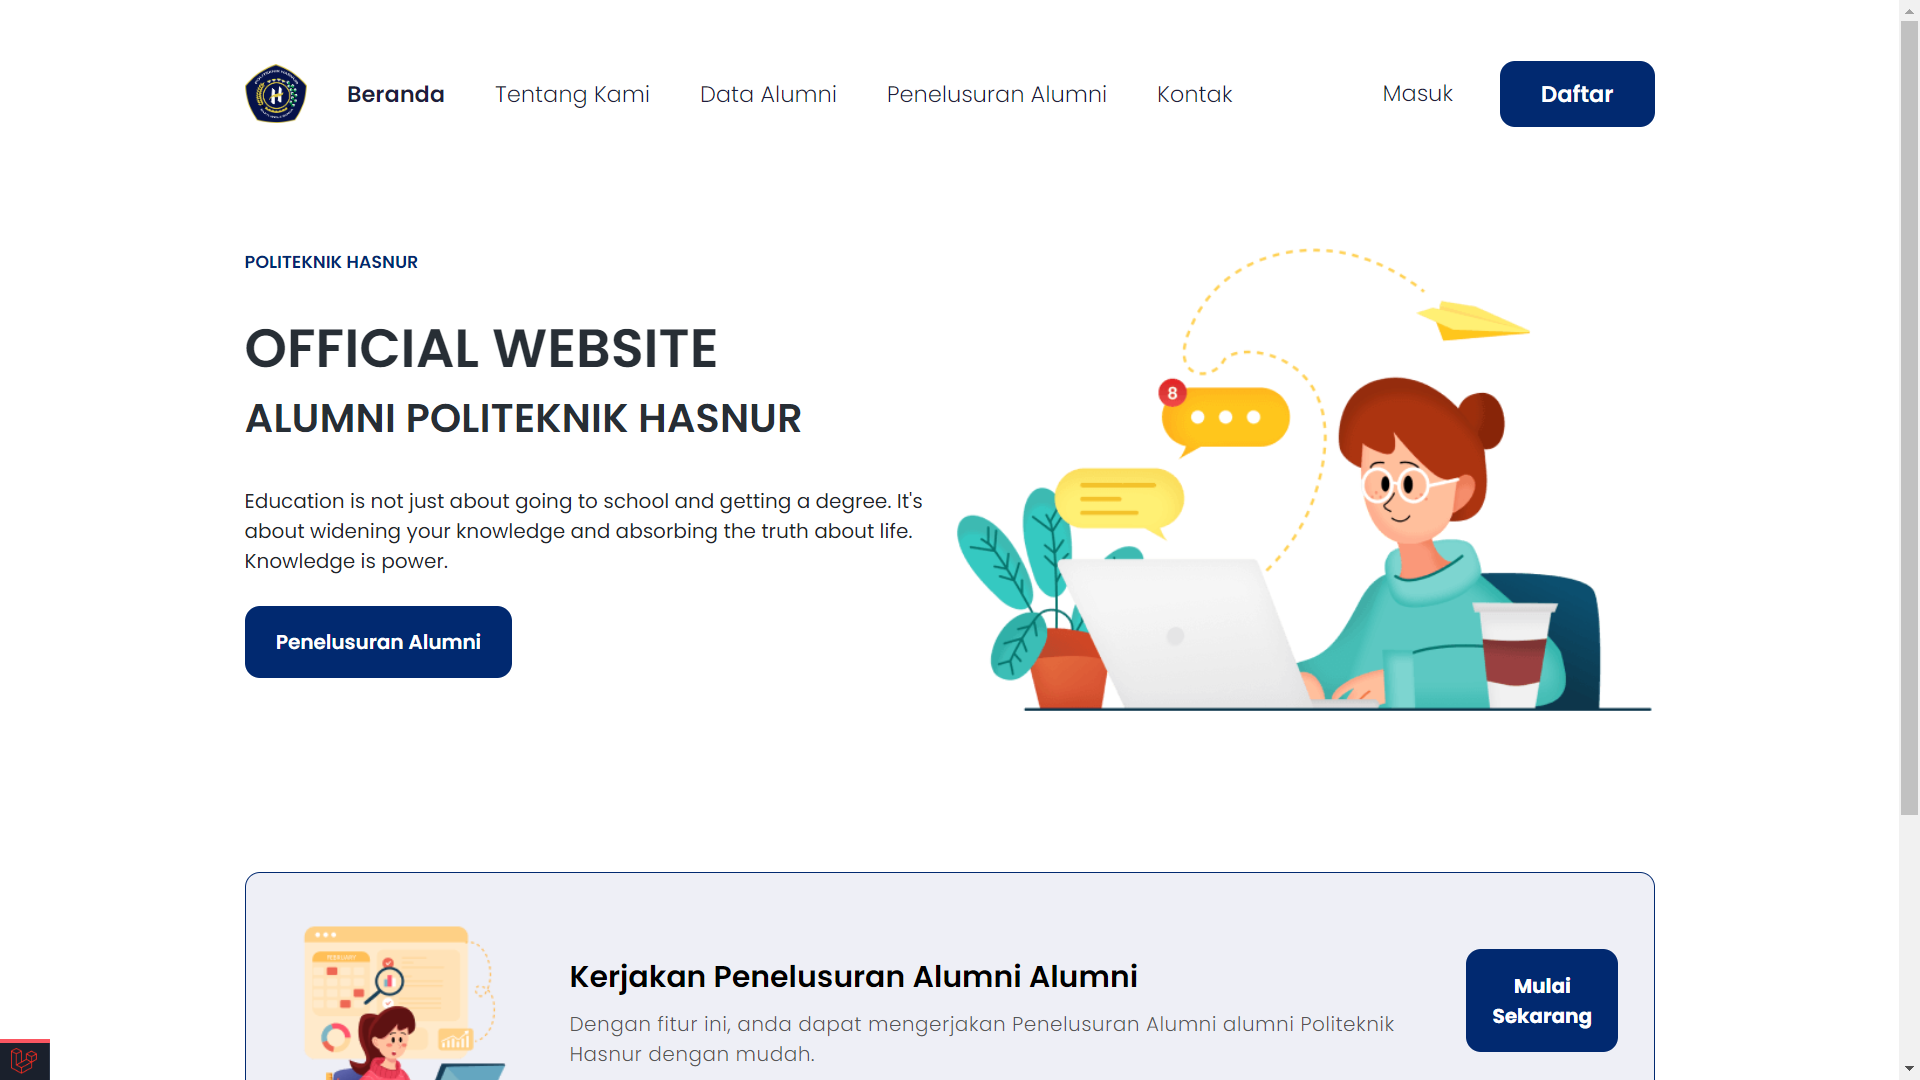 Beranda
Tentang Kami
Data Alumni
Penelusuran Alumni
Kontak
Masuk
Daftar
POLITEKNIK HASNUR
OFFICIAL WEBSITE
ALUMNI POLITEKNIK HASNUR
Education is not just about going to school and getting a degree. It's
about widening your knowledge and absorbing the truth about life.
Knowledge is power.
Penelusuran Alumni
8
FEBRUARY
Kerjakan Penelusuran Alumni Alumni
Dengan fitur ini, anda dapat mengerjakan Penelusuran Alumni alumni Politeknik
Hasnur dengan mudah.
Mulai
Sekarang